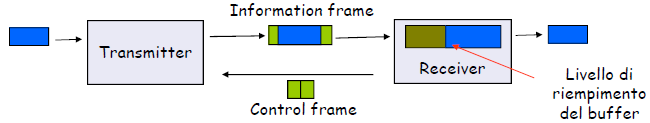 Information frame
Transmitter
Receiver
Control frame
Livello di
riempimento
del buffer